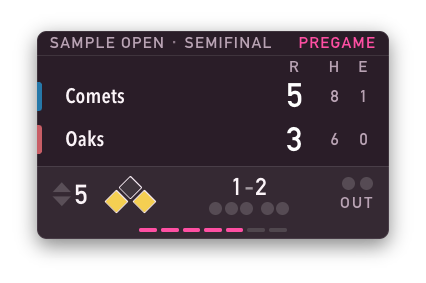 SAMPLE OPEN · SEMIFINAL PREGAME
R H E
Comets 5 8 1
Oaks 3 6 0
5 1-2
OUT